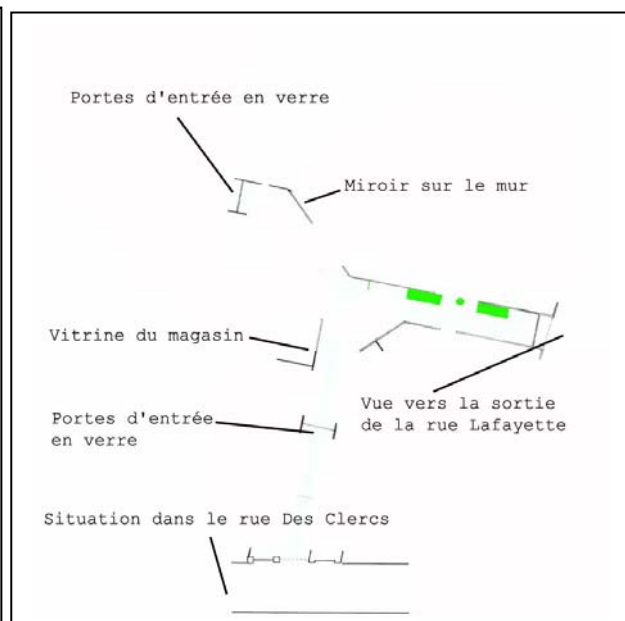 Portes d'entrée en verre
Miroir sur le mur
Vitrine du magasin
Vue vers la sortie
de la rue Lafayette
Portes d'entrée
en verre
Situation dans le rue Des Clercs